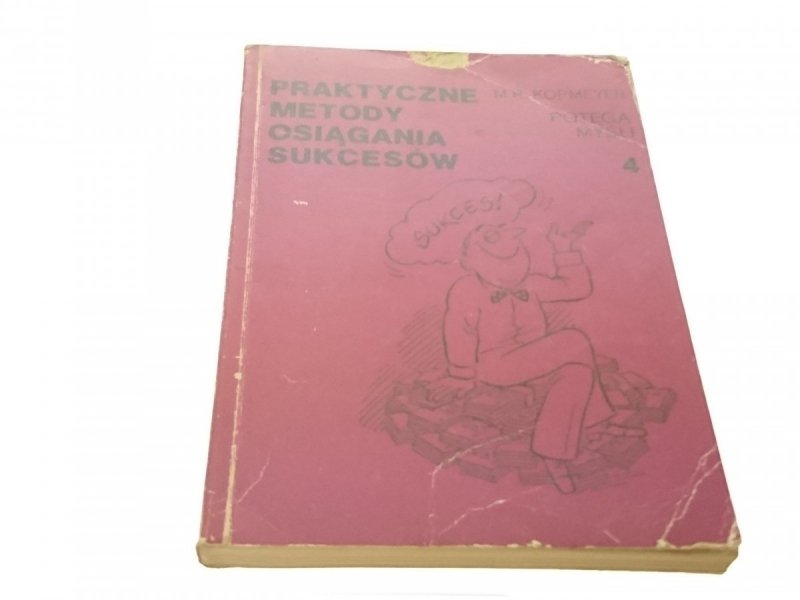 PRAKTYCZNE
METODY
OSIĄGANIA
SUKCESÓW
M.R. KOPMEYER
POTĘGA
MYŚLI
4
SUKCES!